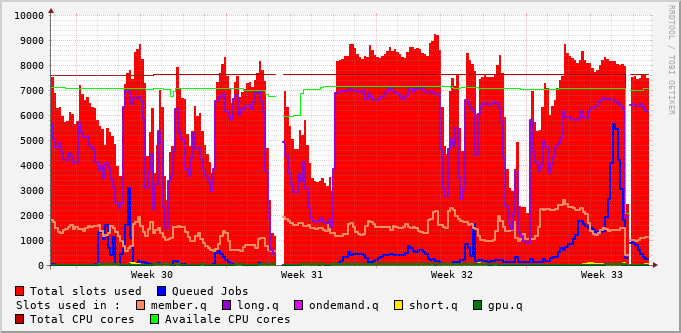 10000
9000
8000
7000
6000
5000
4000
3000
2000
1000
0
Week 30 Week 31 Week 32 Week 33
RRDTOOL / TOBI OETIKER
Total slots used Queued Jobs
Slots used in : member.q long.q ondemand.q short.q gpu.q
Total CPU cores Availale CPU cores